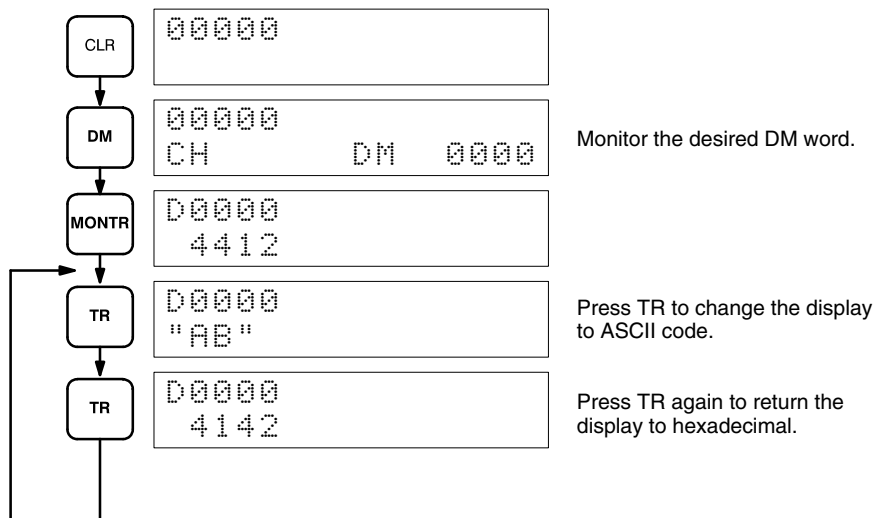 CLR
00000
DM
00000
CH DM 0000
Monitor the desired DM word.
MONTR
D0000
4412
TR
D0000
"AB"
Press TR to change the display
to ASCII code.
TR
D0000
4142
Press TR again to return the
display to hexadecimal.